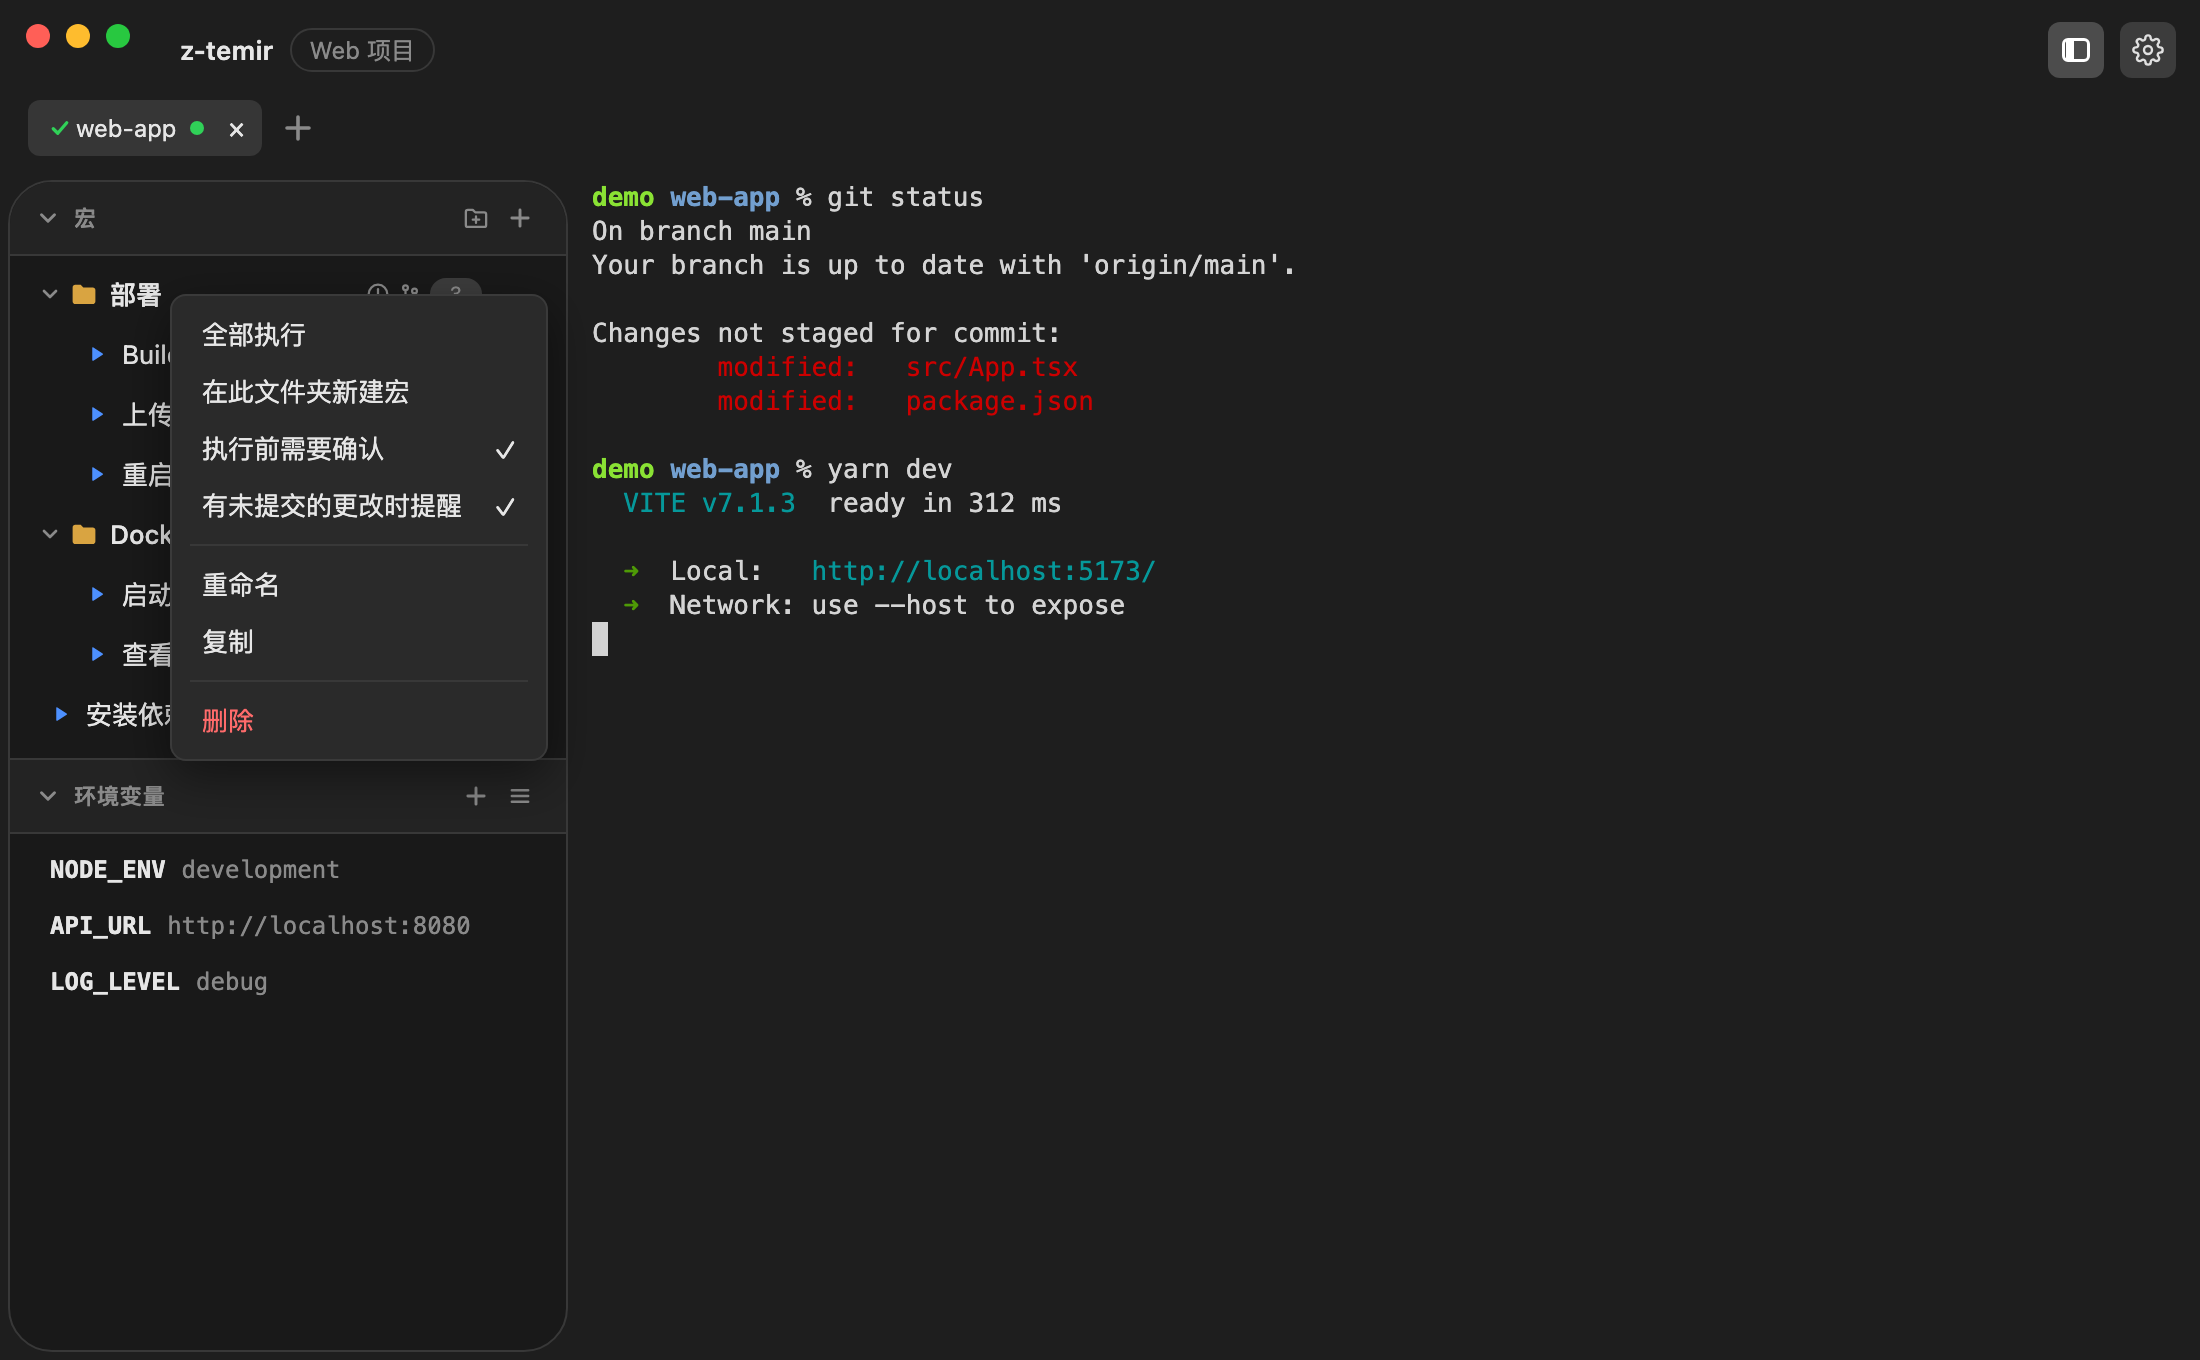 z-temir
Web 项目
web-app
宏
部署
3
全部执行
在此文件夹新建宏
上传
执行前需要确认
重启
有未提交的更改时提醒
重命名
启动
复制
查看
安装依
删除
环境变量
NODE_ENV development
API_URL http://localhost:8080
LOG_LEVEL debug
demo web-app % git status
On branch main
Your branch is up to date with 'origin/main'.
Changes not staged for commit:
modified: src/App.tsx
modified: package.json
demo web-app % yarn dev
VITE v7.1.3 ready in 312 ms
➜ Local: http://localhost:5173/
➜ Network: use --host to expose